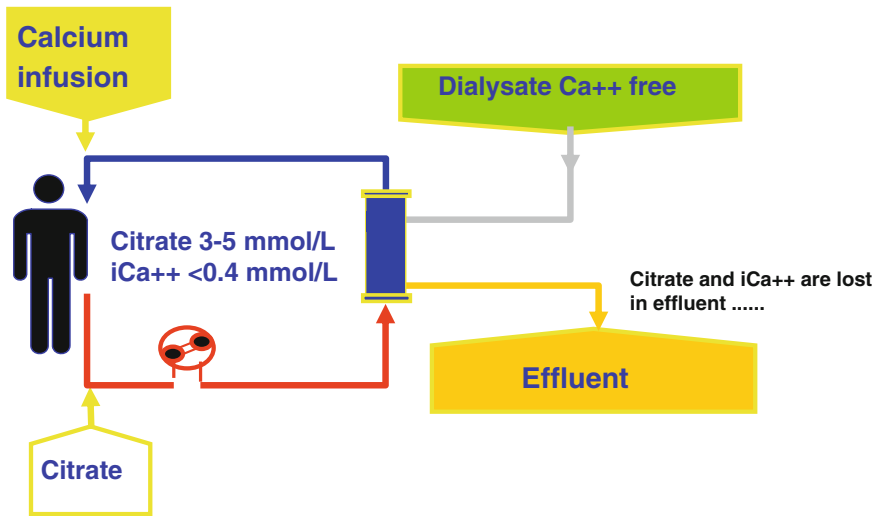 Calcium
infusion
Dialysate Ca++ free
Citrate 3-5 mmol/L
iCa++ <0.4 mmol/L
Citrate and iCa++ are lost
in effluent ......
Effluent
Citrate